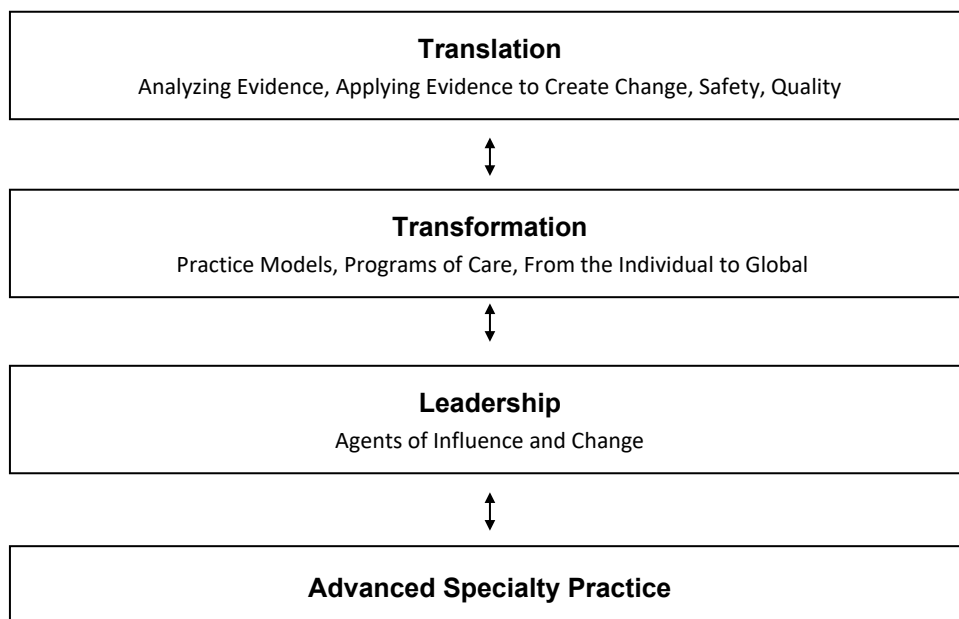 Translation
Analyzing Evidence, Applying Evidence to Create Change, Safety, Quality
Transformation
Practice Models, Programs of Care, From the Individual to Global
Leadership
Agents of Influence and Change
Advanced Specialty Practice